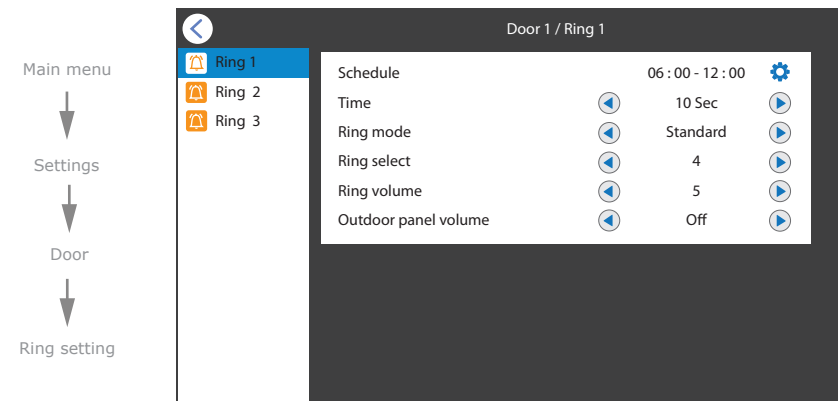 Main menu
Settings
Door
Ring setting
Door 1 / Ring 1
Ring 1
Ring 2
Ring 3
Schedule 06 : 00 - 12 : 00
Time 10 Sec
Ring mode Standard
Ring select 4
Ring volume 5
Outdoor panel volume Off